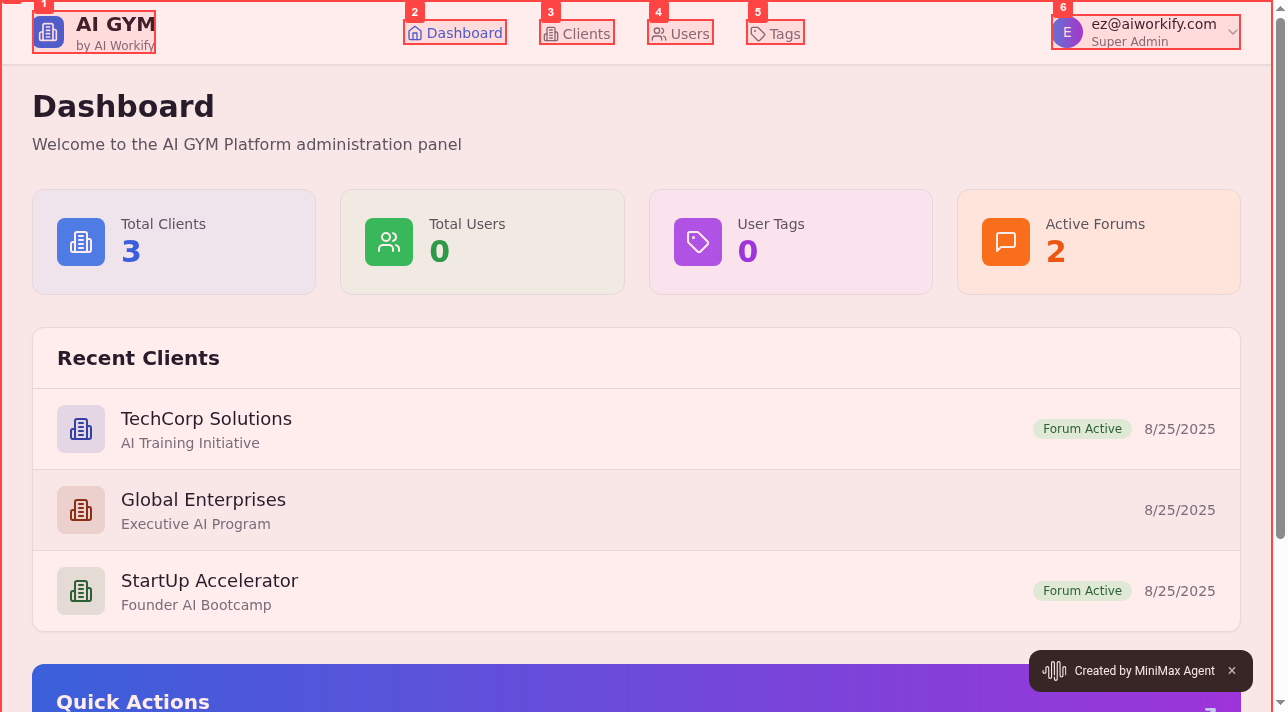 1
AI GYM
by AI Workify
2
Dashboard
3
Clients
4
Users
5
Tags
6
E
ez@aiworkify.com
Super Admin
Dashboard
Welcome to the AI GYM Platform administration panel
Total Clients
3
Total Users
0
User Tags
0
Active Forums
2
Recent Clients
TechCorp Solutions
AI Training Initiative
Forum Active
8/25/2025
Global Enterprises
Executive AI Program
8/25/2025
StartUp Accelerator
Founder AI Bootcamp
Forum Active
8/25/2025
Quick Actions
Created by MiniMax Agent
×